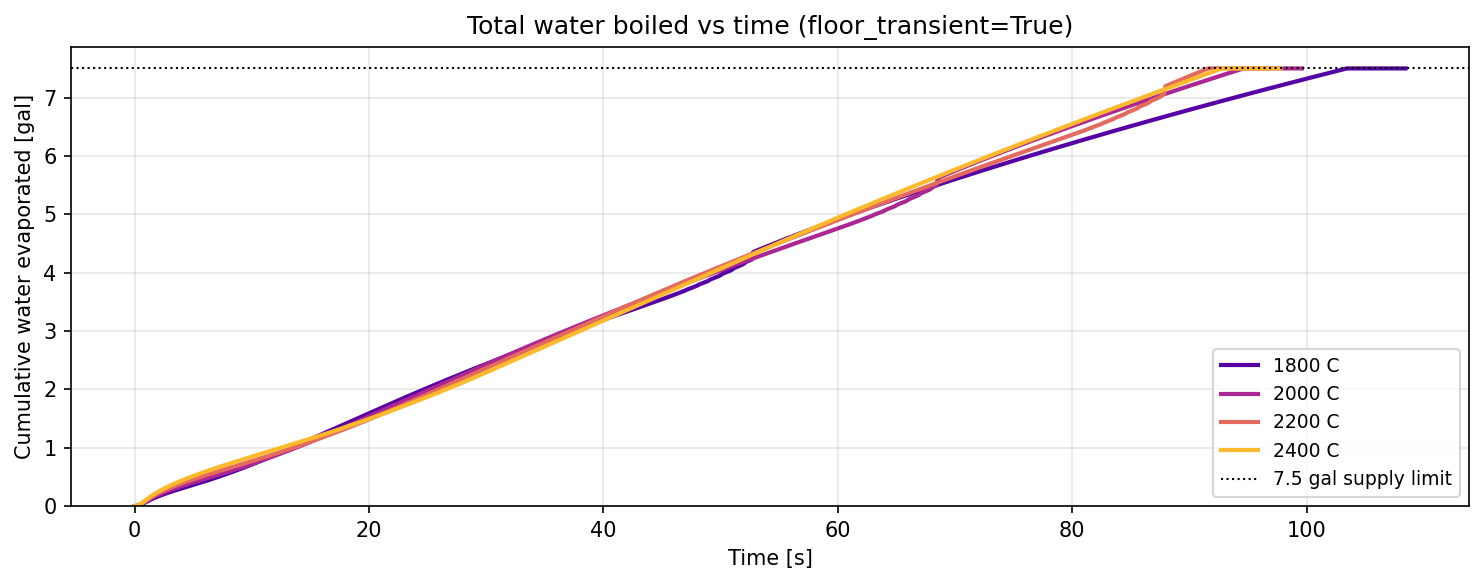 Total water boiled vs time (floor_transient=True)
Cumulative water evaporated [gal]
7
6
5
4
3
2
1
0
0 20 40 60 80 100
Time [s]
1800 C
2000 C
2200 C
2400 C
7.5 gal supply limit